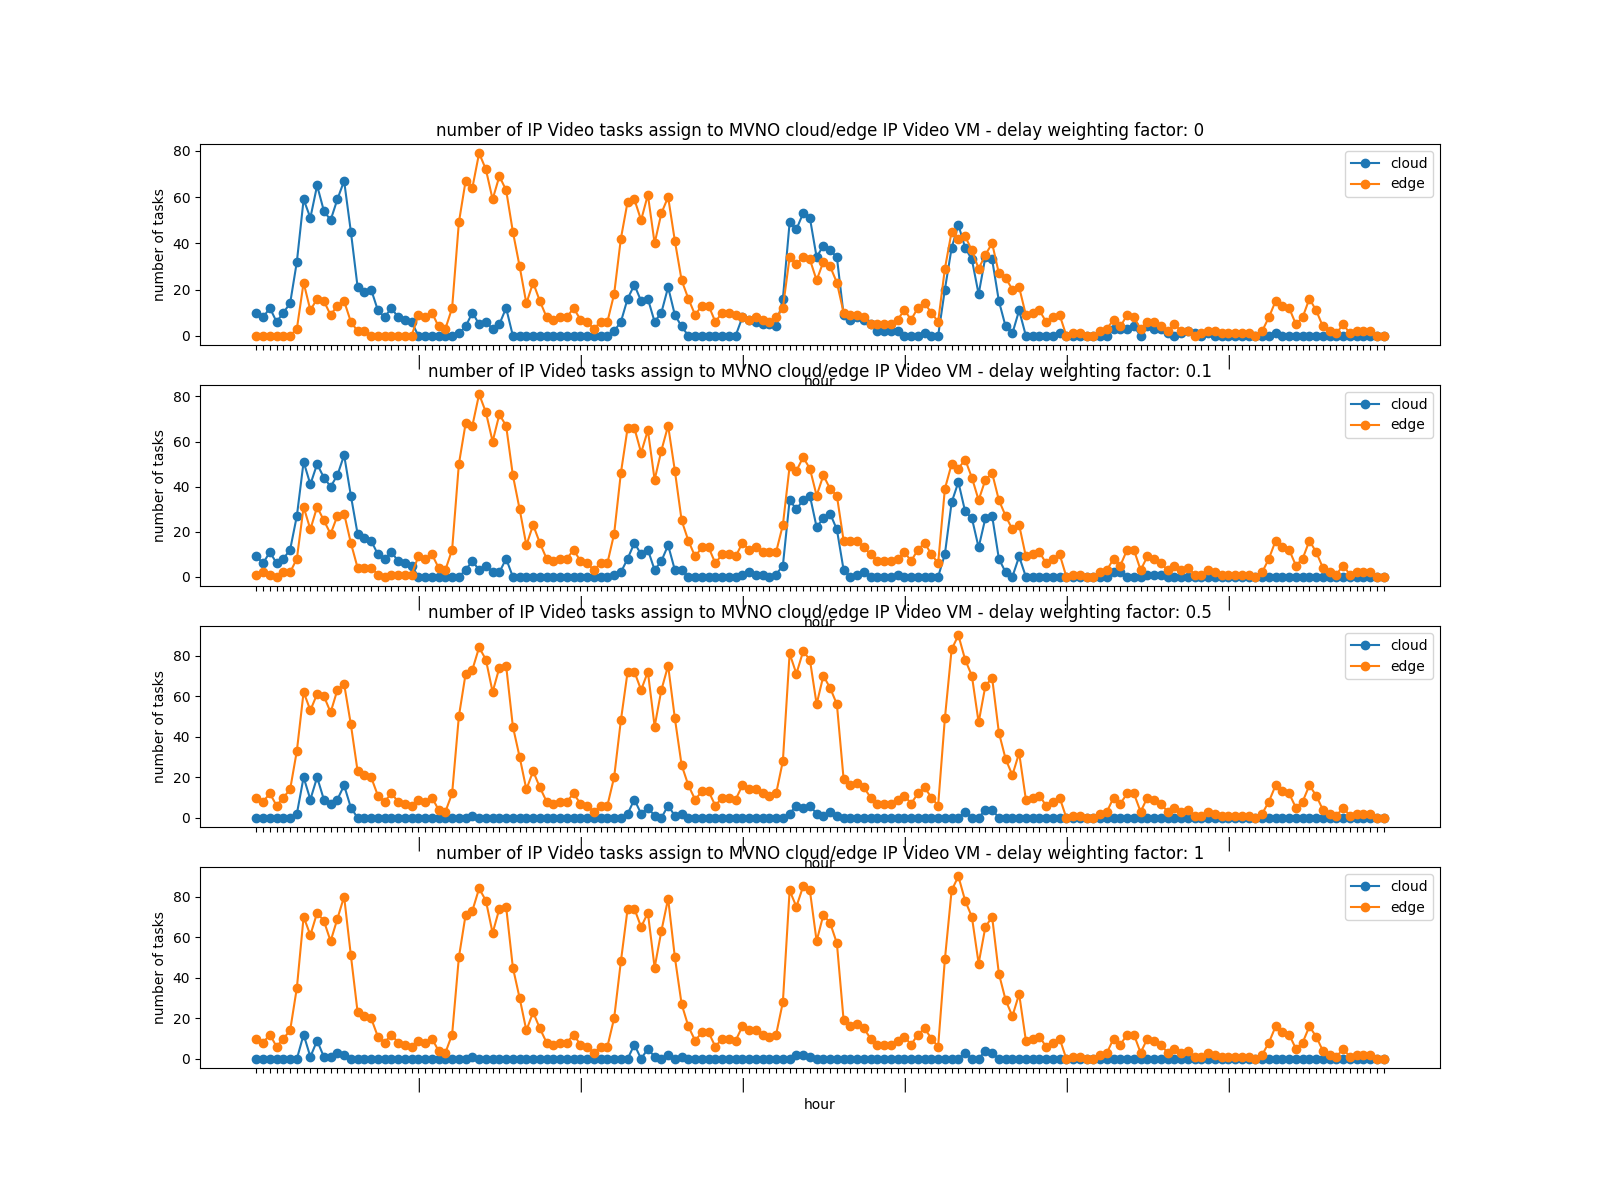 number of IP Video tasks assign to MVNO cloud/edge IP Video VM - delay weighting factor: 0
80
60
40
20
0
number of tasks
cloud
edge
hour
number of IP Video tasks assign to MVNO cloud/edge IP Video VM - delay weighting factor: 0.1
80
60
40
20
0
number of tasks
cloud
edge
hour
number of IP Video tasks assign to MVNO cloud/edge IP Video VM - delay weighting factor: 0.5
80
60
40
20
0
number of tasks
cloud
edge
hour
number of IP Video tasks assign to MVNO cloud/edge IP Video VM - delay weighting factor: 1
80
60
40
20
0
number of tasks
cloud
edge
hour